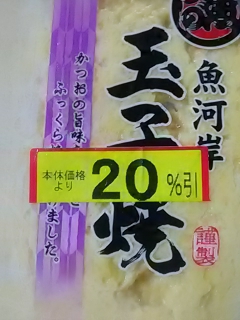 魚河岸
玉子焼
かつおの旨味
ふっくら
ました。
本体価格
より
20%引
謹製